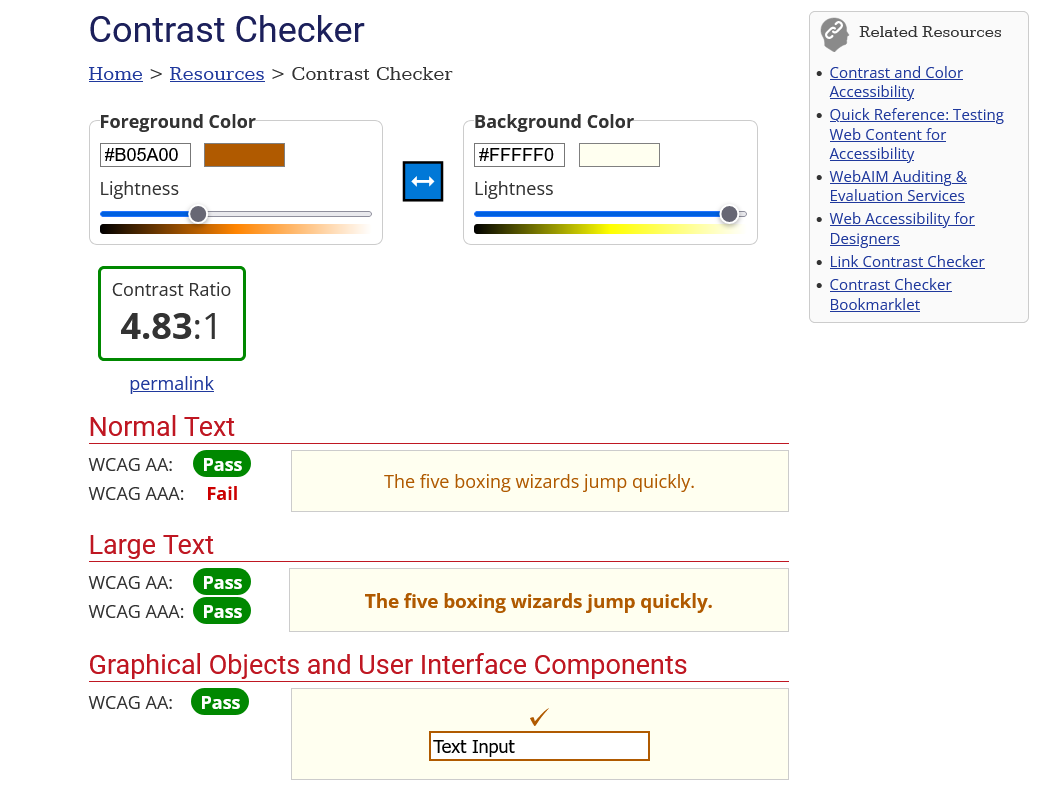 Contrast Checker
Home > Resources > Contrast Checker
Foreground Color
#B05A00
Lightness
Background Color
#FFFFF0
Lightness
Contrast Ratio
4.83:1
permalink
Normal Text
WCAG AA: Pass
WCAG AAA: Fail
The five boxing wizards jump quickly.
Large Text
WCAG AA: Pass
WCAG AAA: Pass
The five boxing wizards jump quickly.
Graphical Objects and User Interface Components
WCAG AA: Pass
✓
Text Input
Related Resources
• Contrast and Color
Accessibility
• Quick Reference: Testing
Web Content for
Accessibility
• WebAIM Auditing &
Evaluation Services
• Web Accessibility for
Designers
• Link Contrast Checker
• Contrast Checker
Bookmarklet